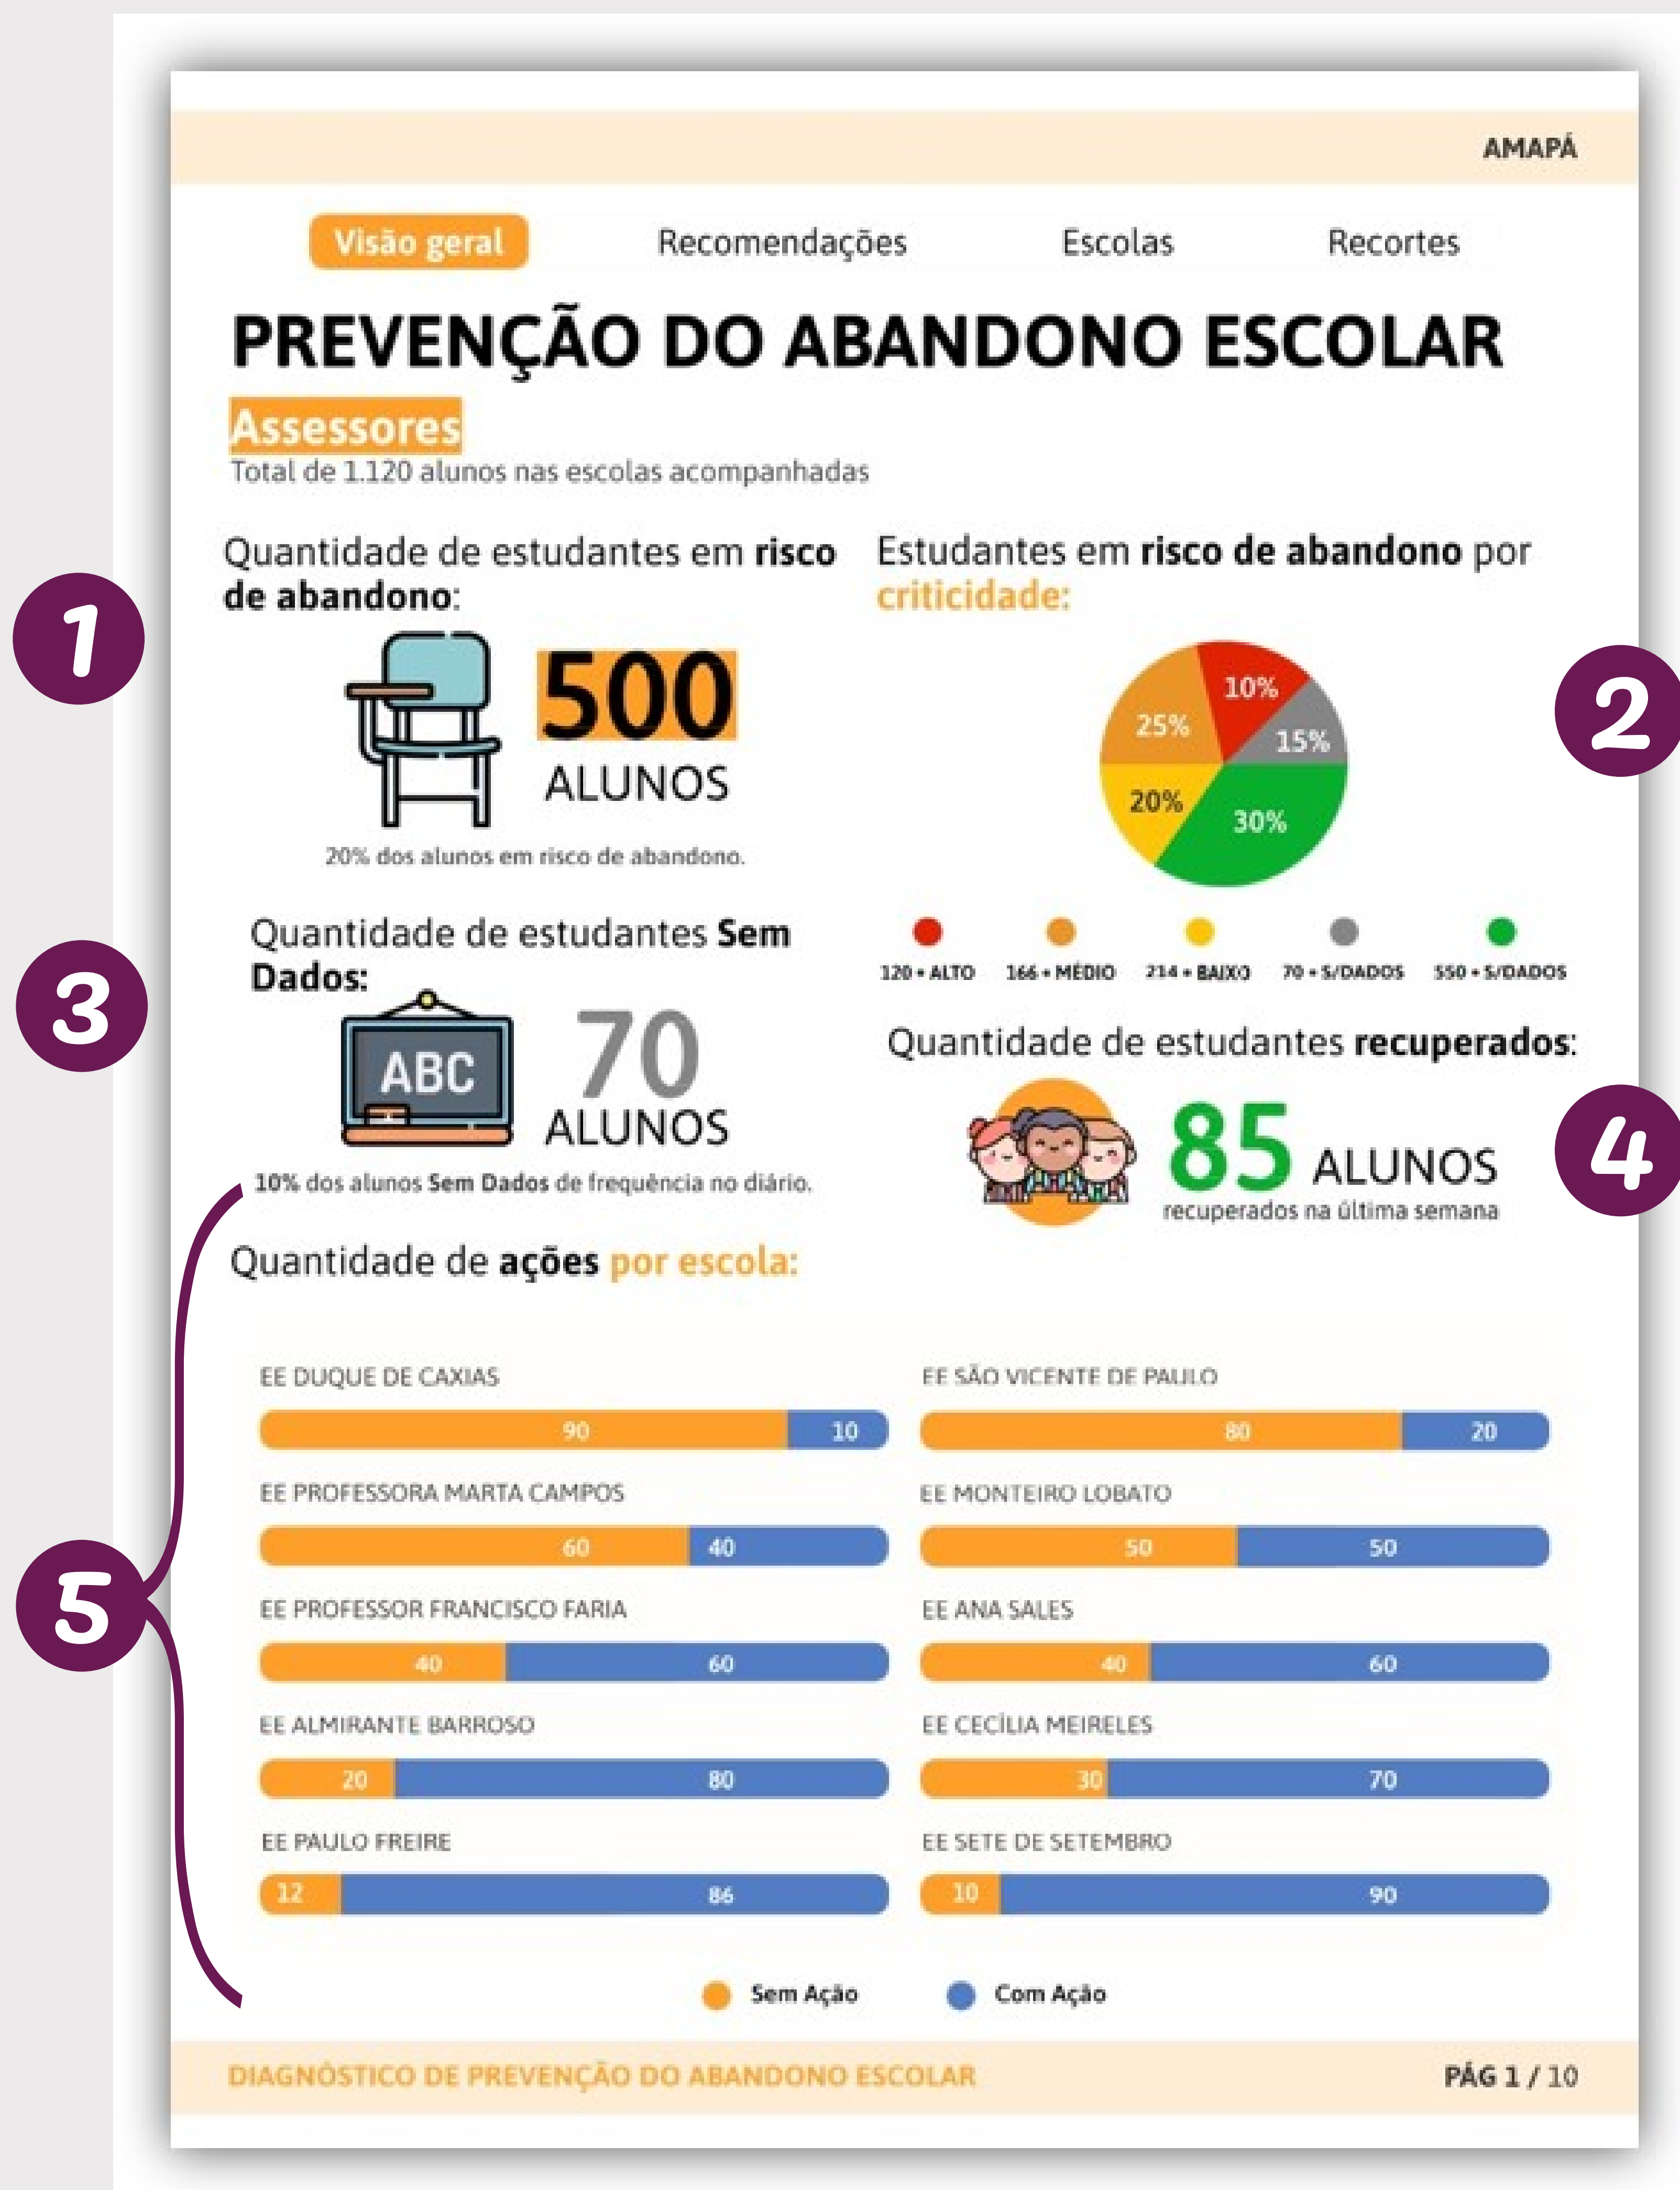 AMAPÁ
Visão geral
Recomendações
Escolas
Recortes
PREVENÇÃO DO ABANDONO ESCOLAR
Assessores
Total de 1.120 alunos nas escolas acompanhadas
1
Quantidade de estudantes em risco
de abandono:
500
ALUNOS
20% dos alunos em risco de abandono.
2
Estudantes em risco de abandono por
criticidade:
10%
25%
15%
20%
30%
120 • ALTO
166 • MÉDIO
214 • BAIXO
70 • S/DADOS
550 • S/DADOS
3
Quantidade de estudantes Sem
Dados:
ABC
70
ALUNOS
10% dos alunos Sem Dados de frequência no diário.
4
Quantidade de estudantes recuperados:
85 ALUNOS
recuperados na última semana
5
Quantidade de ações por escola:
EE DUQUE DE CAXIAS
90 10
EE SÃO VICENTE DE PAULO
80 20
EE PROFESSORA MARTA CAMPOS
60 40
EE MONTEIRO LOBATO
50 50
EE PROFESSOR FRANCISCO FARIA
40 60
EE ANA SALES
40 60
EE ALMIRANTE BARROSO
20 80
EE CECÍLIA MEIRELES
30 70
EE PAULO FREIRE
12 86
EE SETE DE SETEMBRO
10 90
Sem Ação
Com Ação
DIAGNÓSTICO DE PREVENÇÃO DO ABANDONO ESCOLAR
PÁG 1 / 10